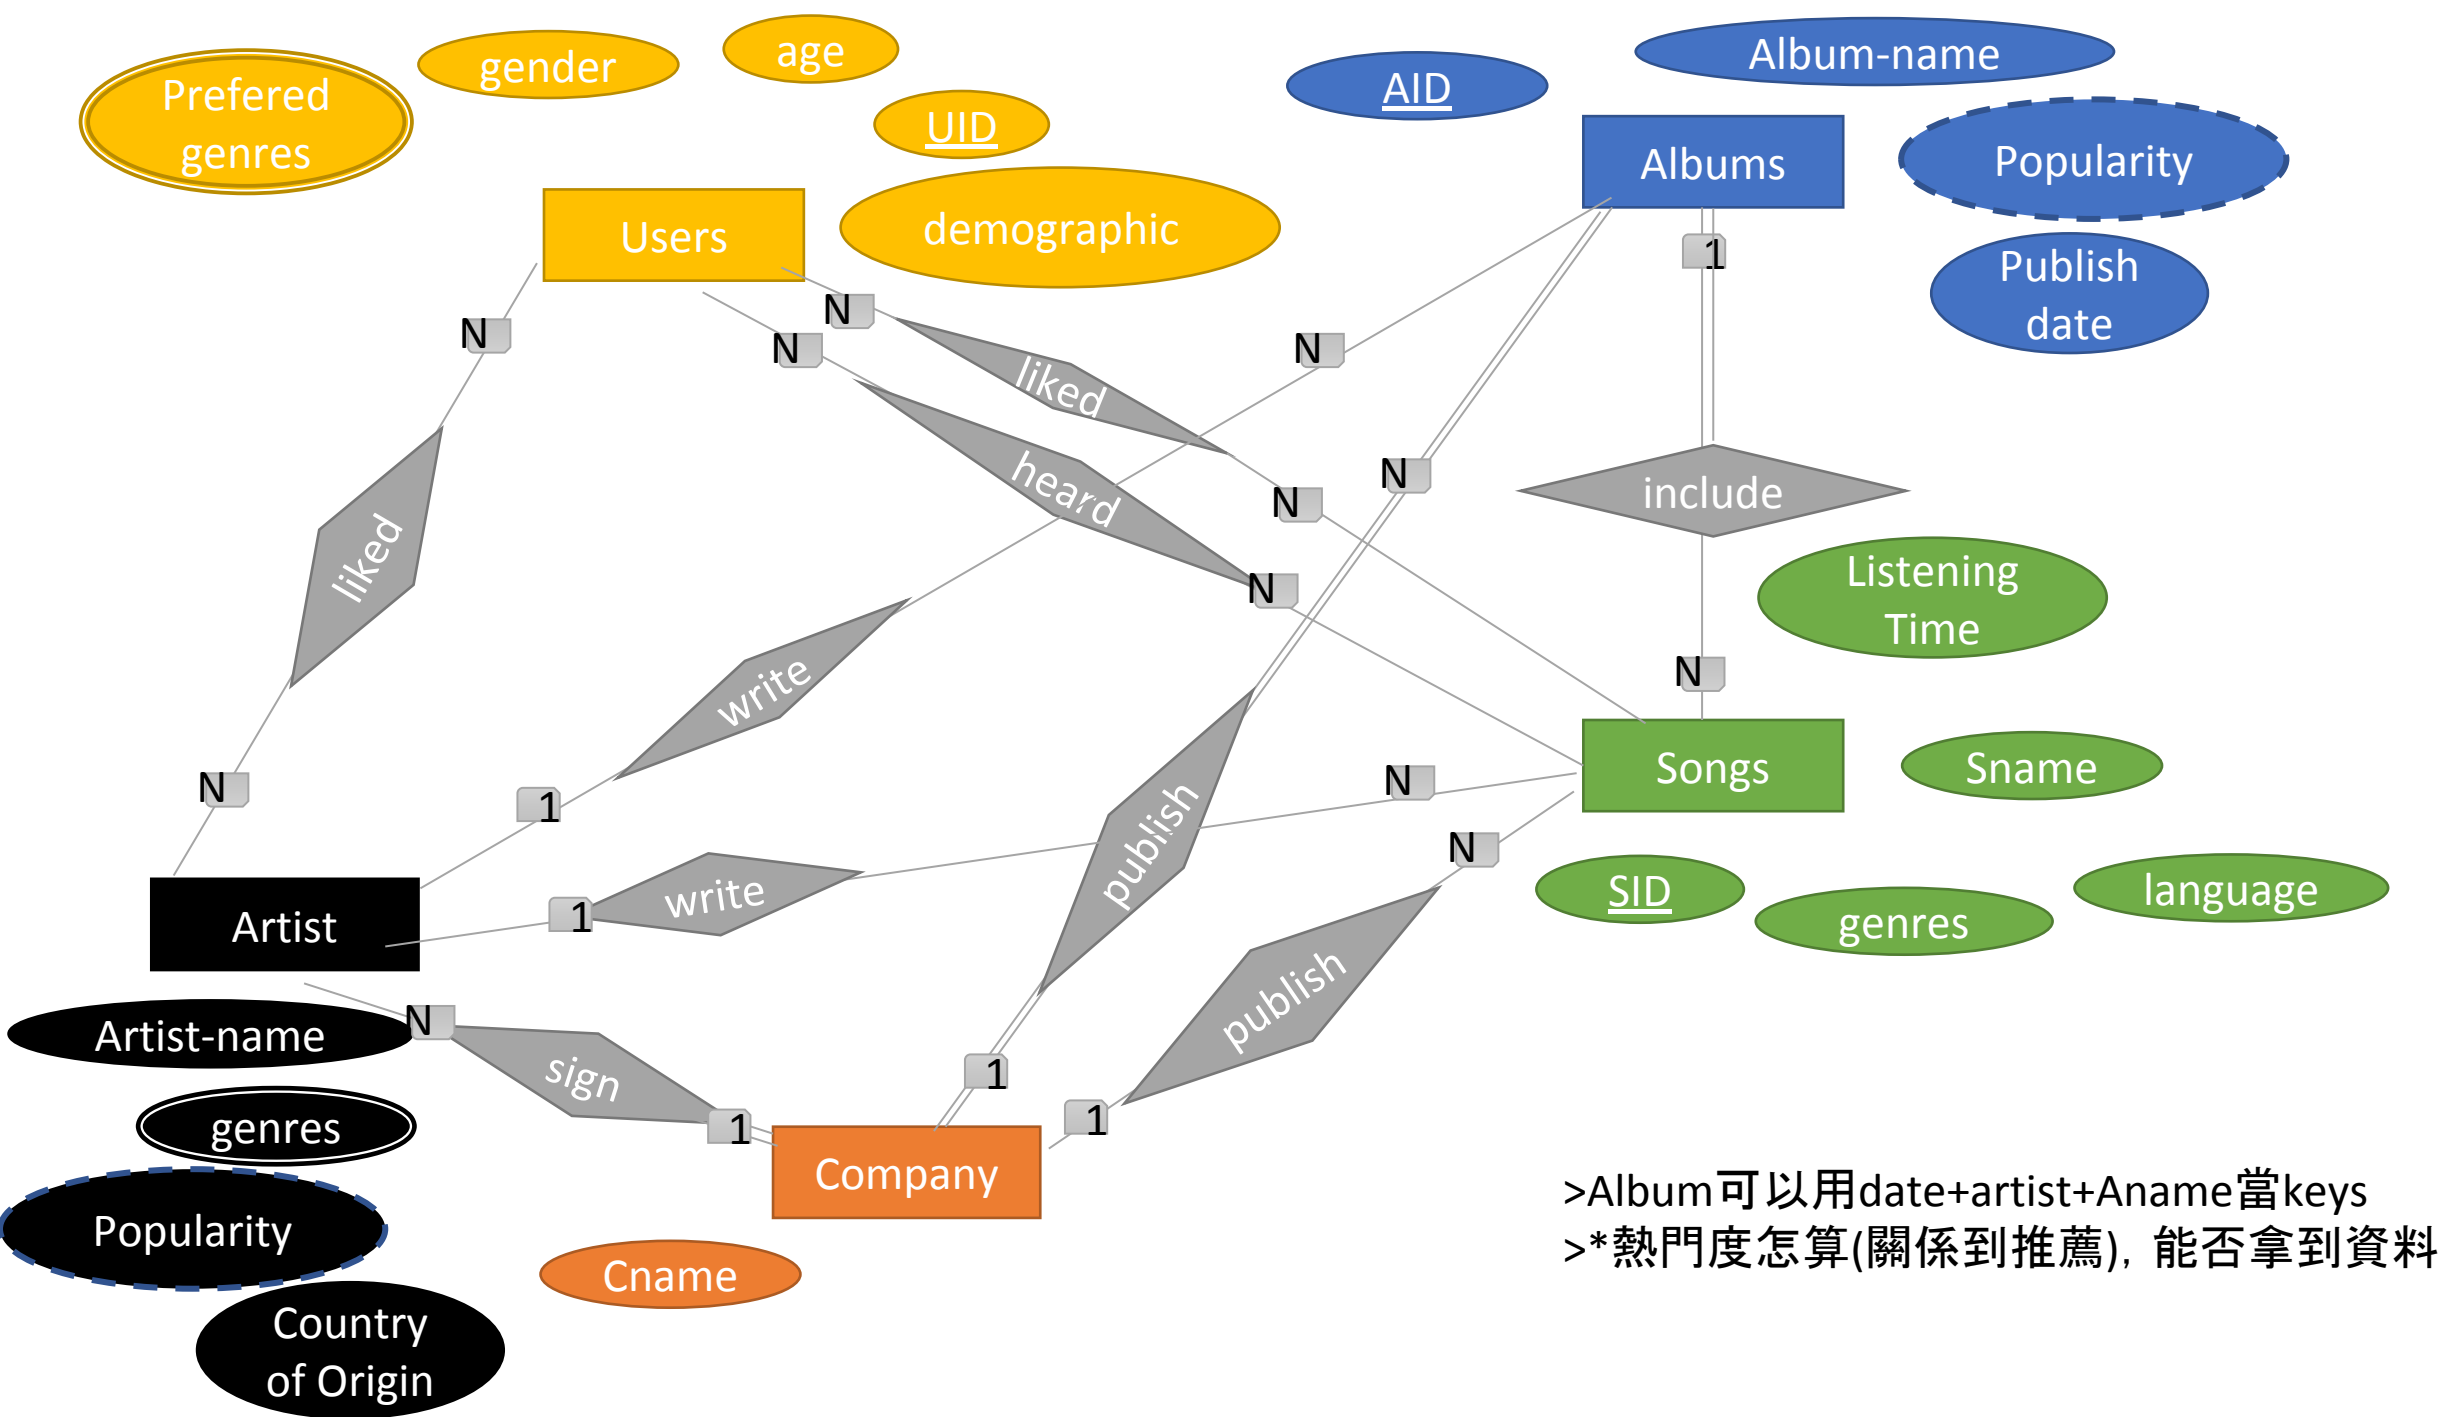 Prefered
genres
gender
age
UID
demographic
Users
AID
Album-name
Albums
Popularity
Publish
date
1
N
N
N
N
liked
N
liked
heard
N
N
include
N
Listening
Time
write
N
N
1
N
publish
Songs
Sname
N
SID
genres
language
write
1
Artist
publish
Artist-name
N
sign
1
1
1
genres
Company
Popularity
Cname
Country
of Origin
>Album可以用date+artist+Aname當keys
>*熱門度怎算(關係到推薦),能否拿到資料